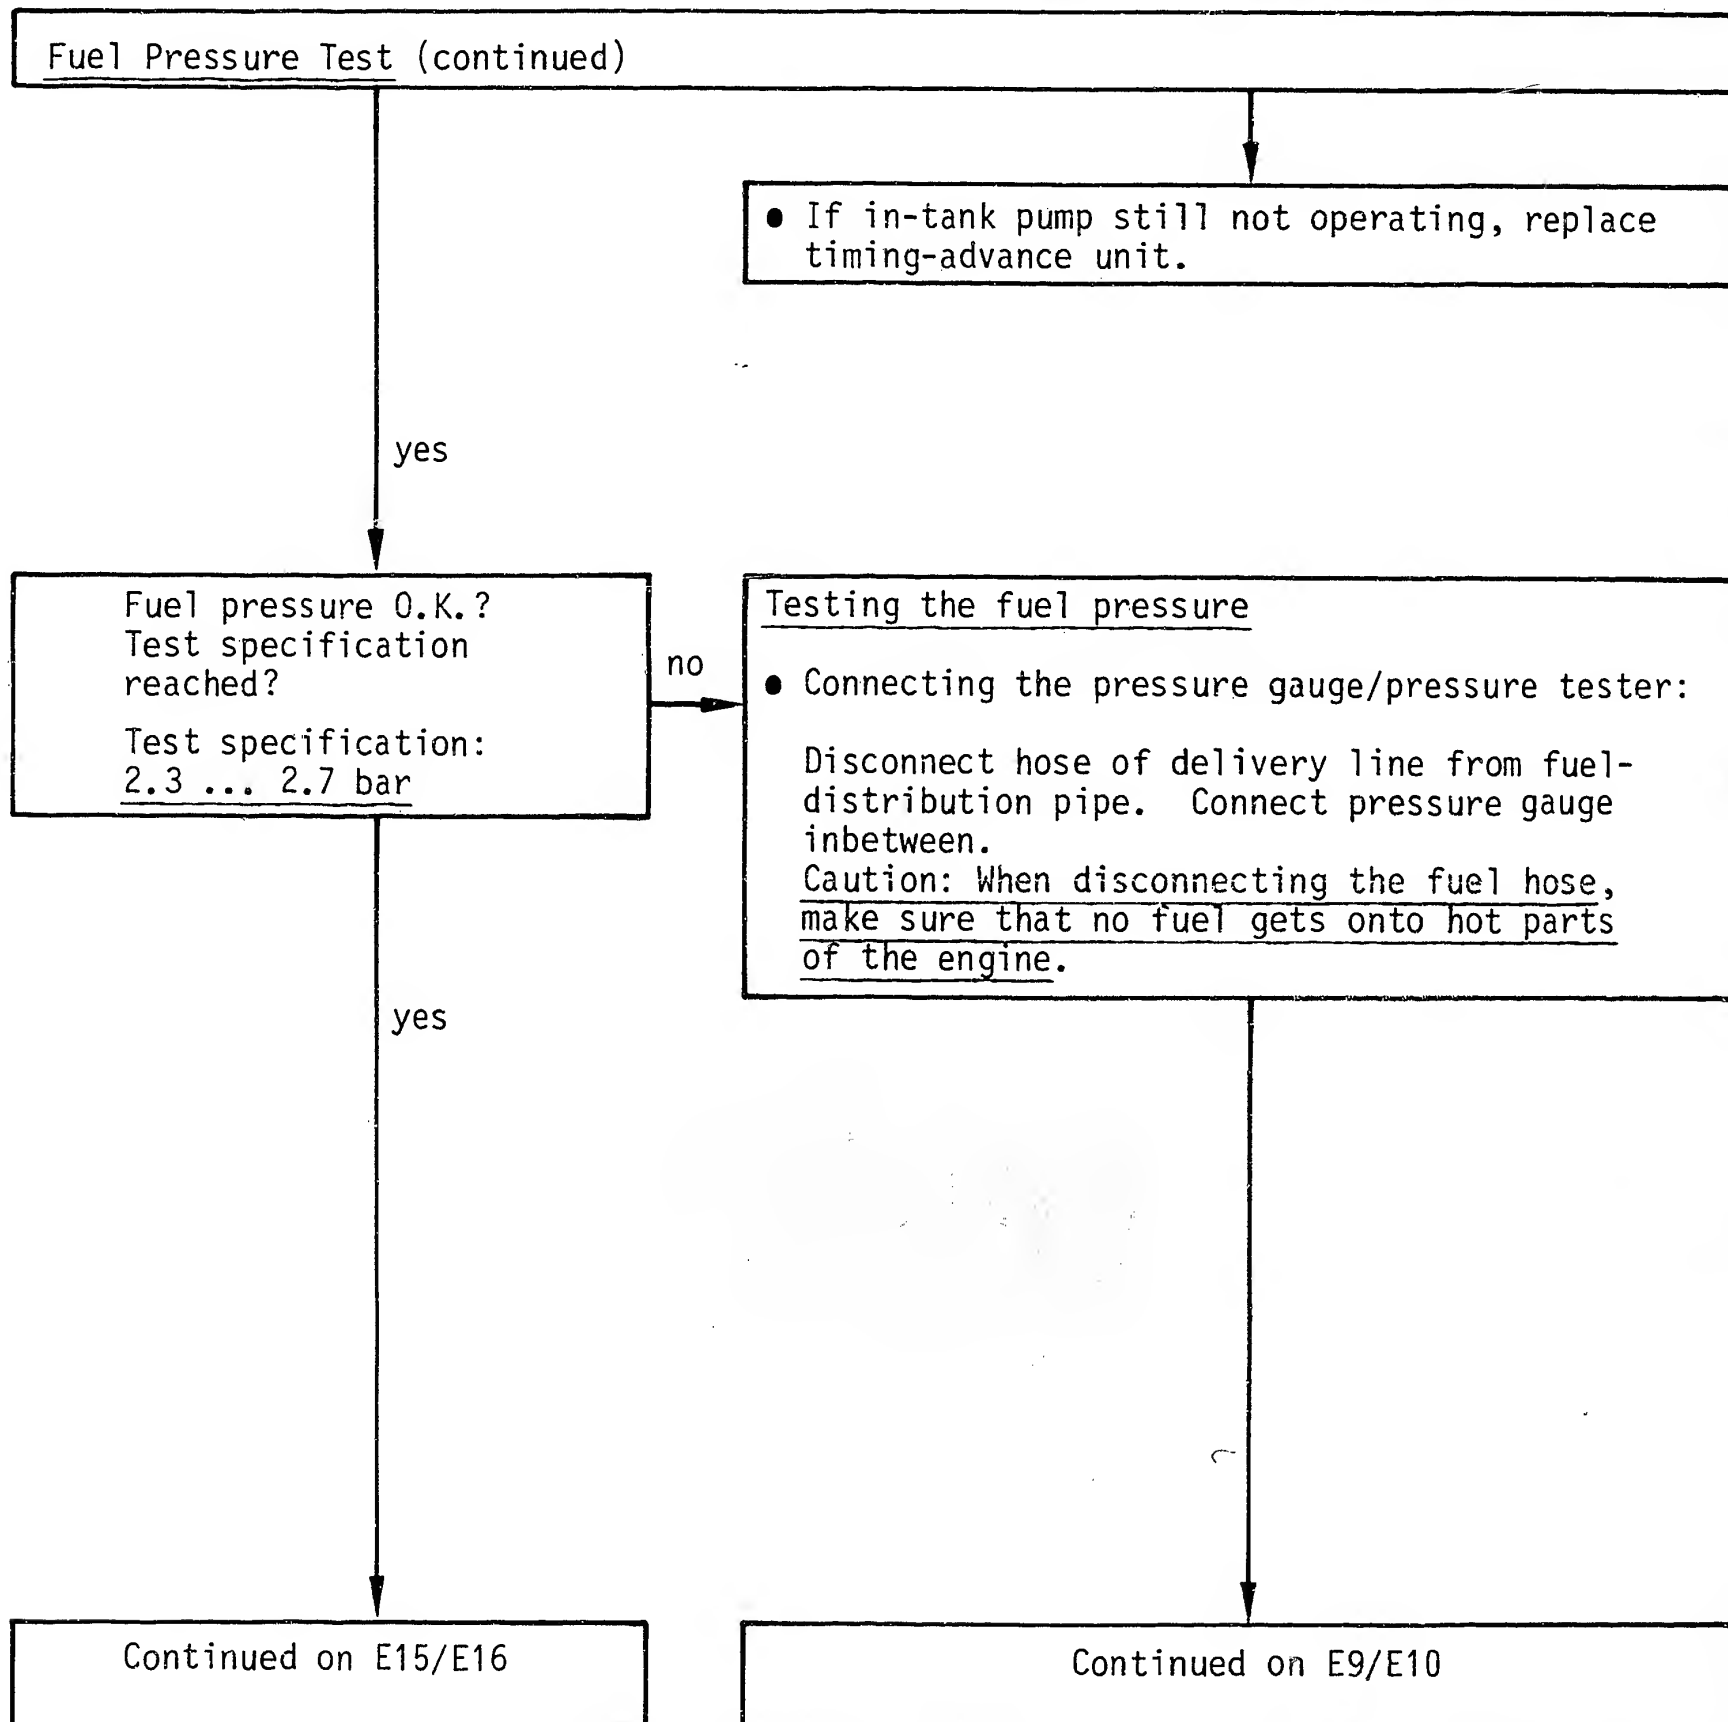 Fuel Pressure Test (continued)
● If in-tank pump still not operating, replace
timing-advance unit.
yes
Fuel pressure O.K.?
Test specification
reached?
Test specification:
2.3 ... 2.7 bar
no
Testing the fuel pressure
● Connecting the pressure gauge/pressure tester:
Disconnect hose of delivery line from fuel-
distribution pipe.  Connect pressure gauge
inbetween.
Caution: When disconnecting the fuel hose,
make sure that no fuel gets onto hot parts
of the engine.
yes
Continued on E15/E16
Continued on E9/E10